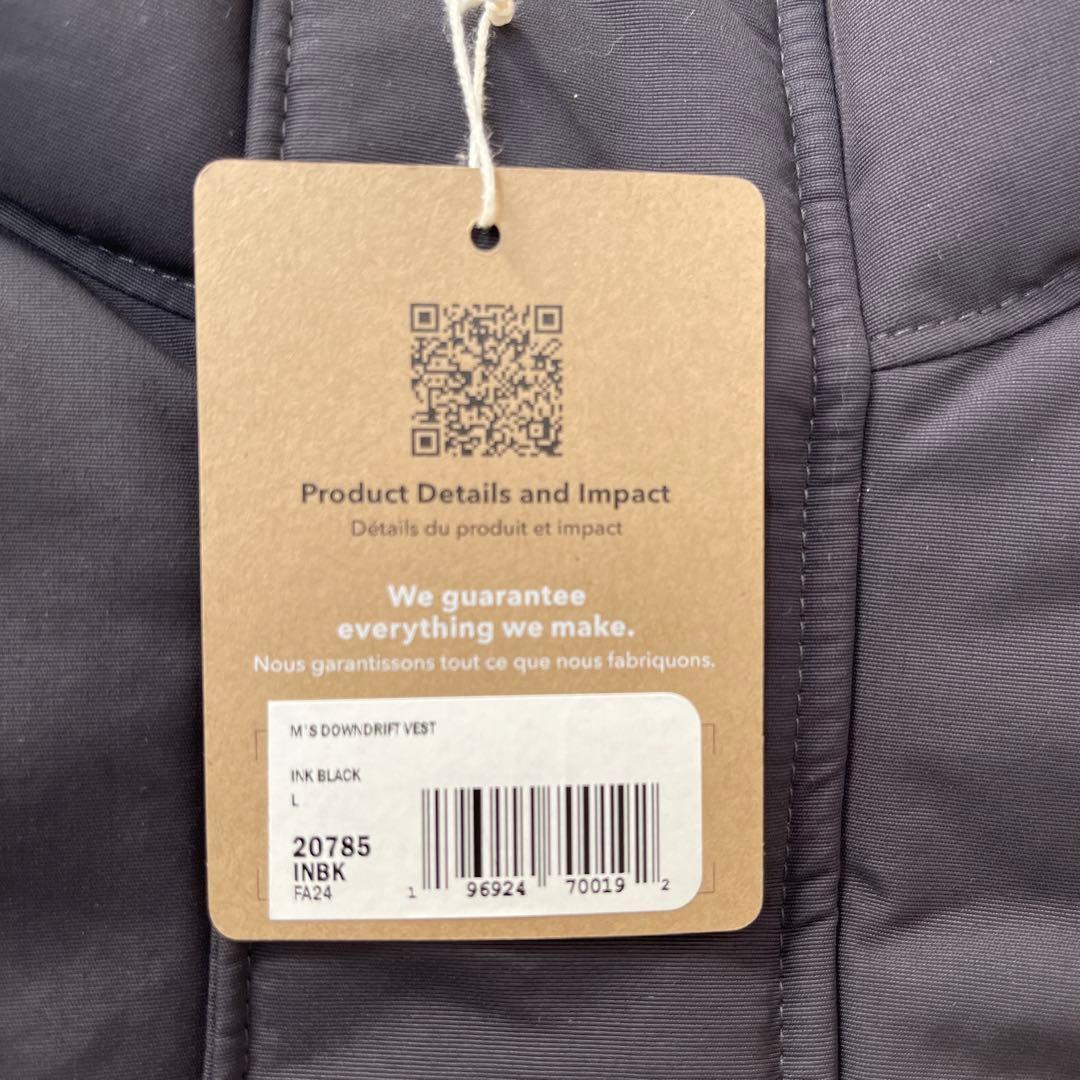 Product Details and Impact
Détails du produit et impact
We guarantee
everything we make.
Nous garantissons tout ce que nous fabriquons.
M'S DOWNDRIFT VEST
INK BLACK
L
20785
INBK
FA24
1 96924 70019 2